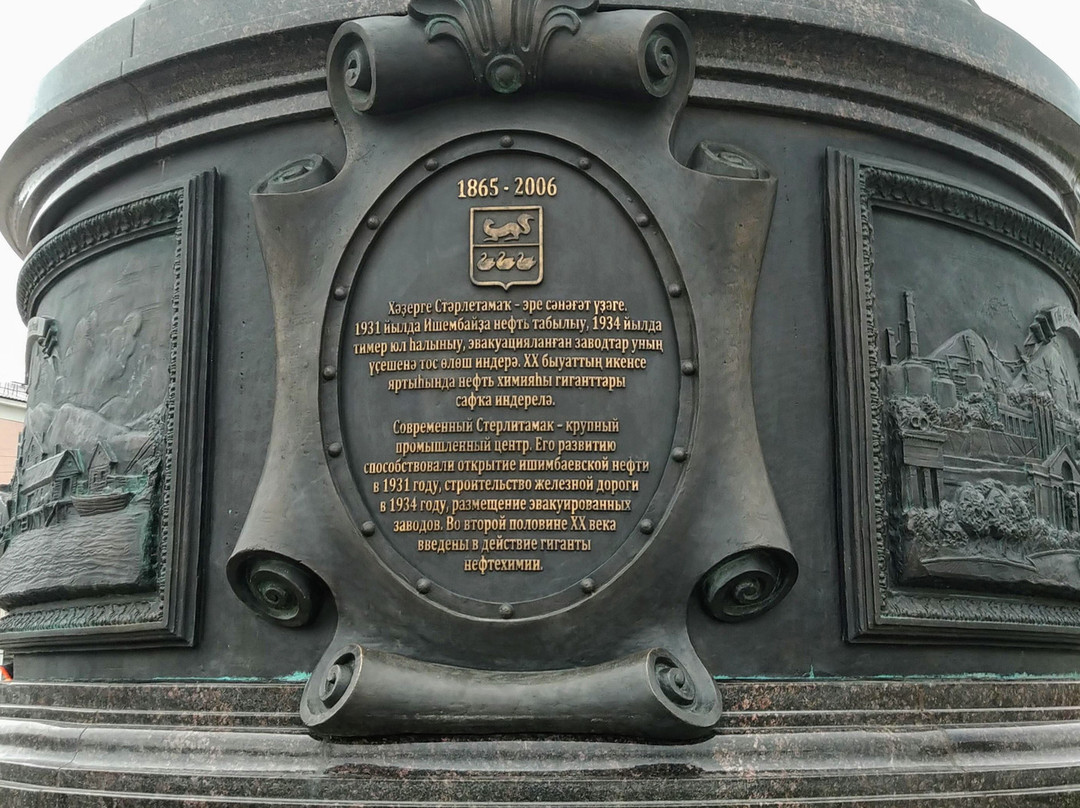 1865 - 2006
Хәҙерге Стәрлетамаҡ - эре сәнәғәт үҙәге.
1931 йылда Ишембайҙа нефть табылыу, 1934 йылда
тимер юл һалыныу, эвакуацияланған заводтар уның
үсешенә тос өлөш индерә. XX быуаттың икенсе
яртыһында нефть химияһы гиганттары
сафҡа индерелә.
Современный Стерлитамак - крупный
промышленный центр. Его развитию
способствовали открытие ишимбаевской нефти
в 1931 году, строительство железной дороги
в 1934 году, размещение эвакуированных
заводов. Во второй половине XX века
введены в действие гиганты
нефтехимии.